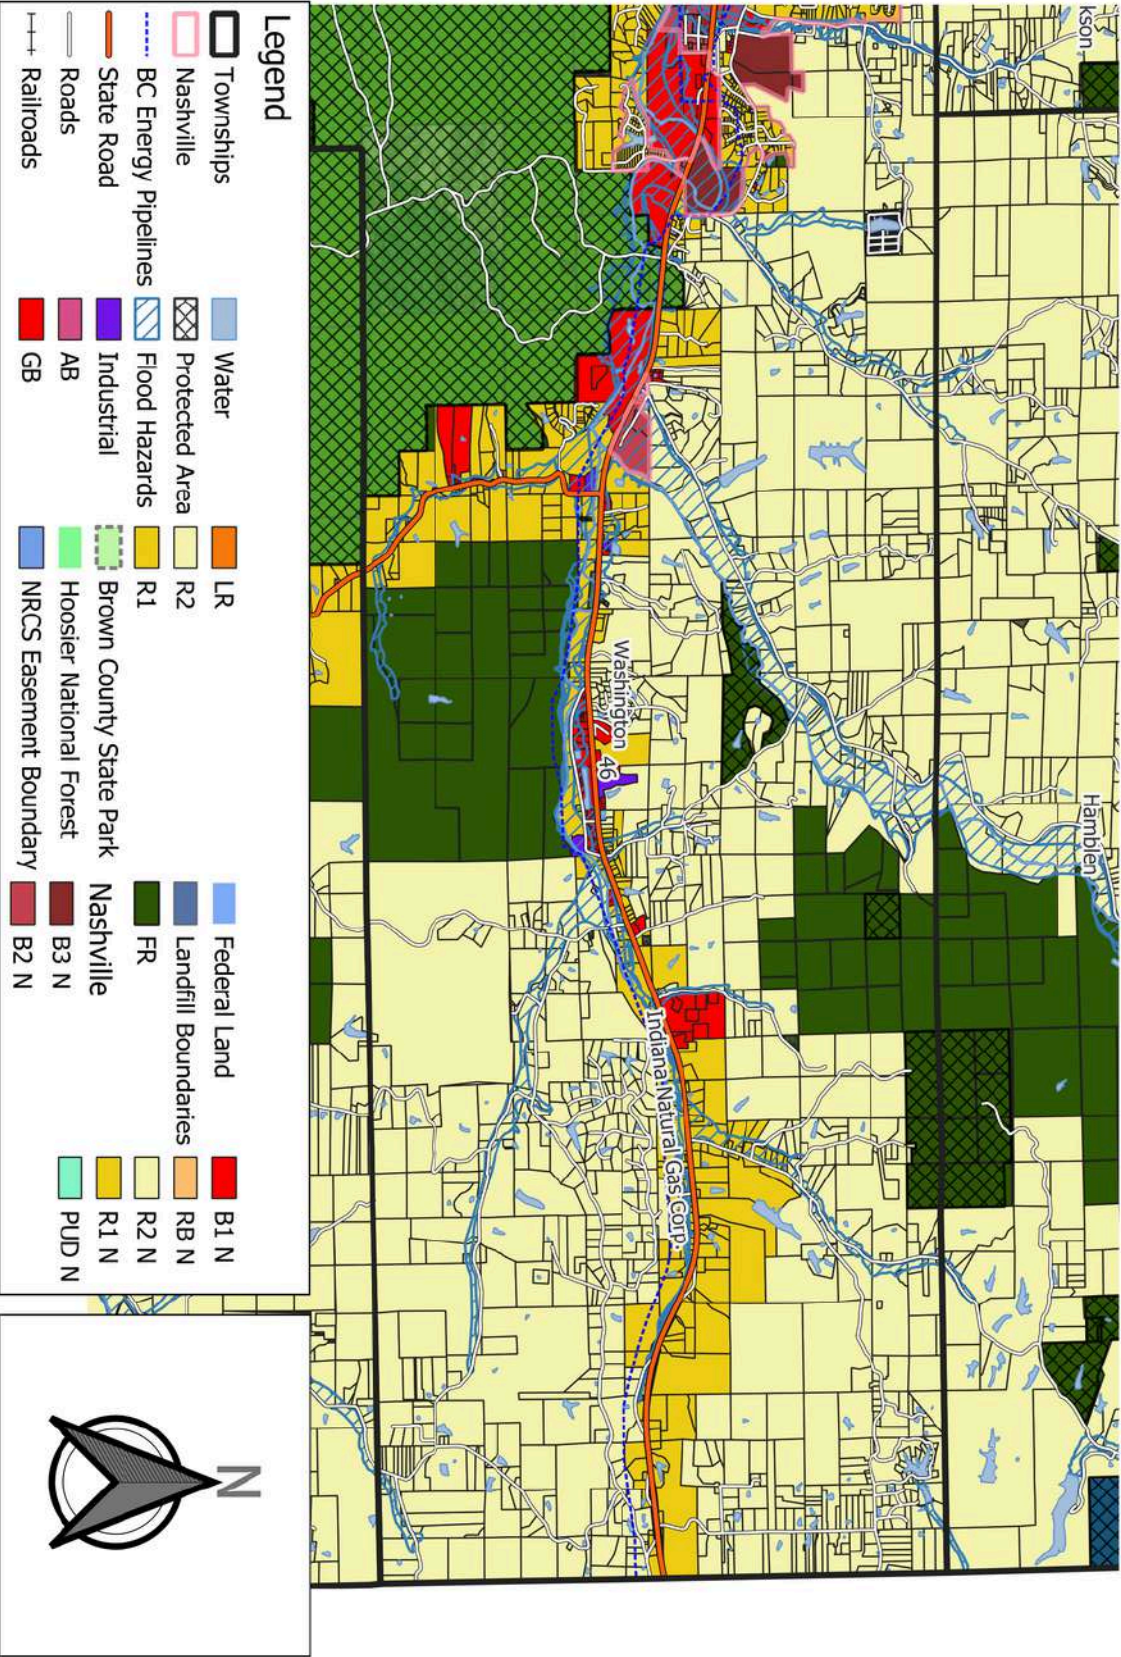 kson
Hamblen
Washington
46
Indiana Natural Gas Corp.
Legend
Townships
Nashville
BC Energy Pipelines
State Road
Roads
Railroads
Water
Protected Area
Flood Hazards
Industrial
AB
GB
LR
R2
R1
Brown County State Park
Hoosier National Forest
NRCS Easement Boundary
Federal Land
Landfill Boundaries
FR
Nashville
B3 N
B2 N
B1 N
RB N
R2 N
R1 N
PUD N
N